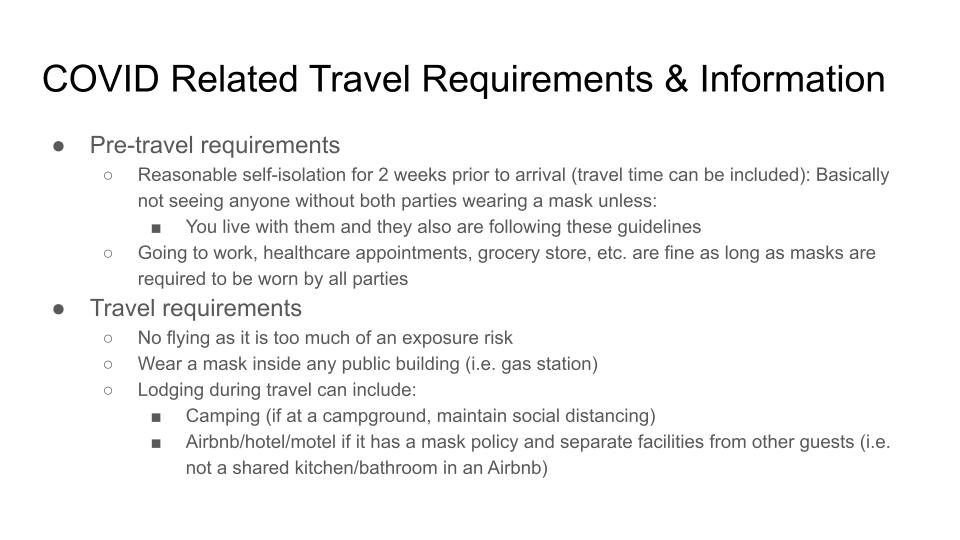 COVID Related Travel Requirements & Information
● Pre-travel requirements
○ Reasonable self-isolation for 2 weeks prior to arrival (travel time can be included): Basically
not seeing anyone without both parties wearing a mask unless:
■ You live with them and they also are following these guidelines
○ Going to work, healthcare appointments, grocery store, etc. are fine as long as masks are
required to be worn by all parties
● Travel requirements
○ No flying as it is too much of an exposure risk
○ Wear a mask inside any public building (i.e. gas station)
○ Lodging during travel can include:
■ Camping (if at a campground, maintain social distancing)
■ Airbnb/hotel/motel if it has a mask policy and separate facilities from other guests (i.e.
not a shared kitchen/bathroom in an Airbnb)